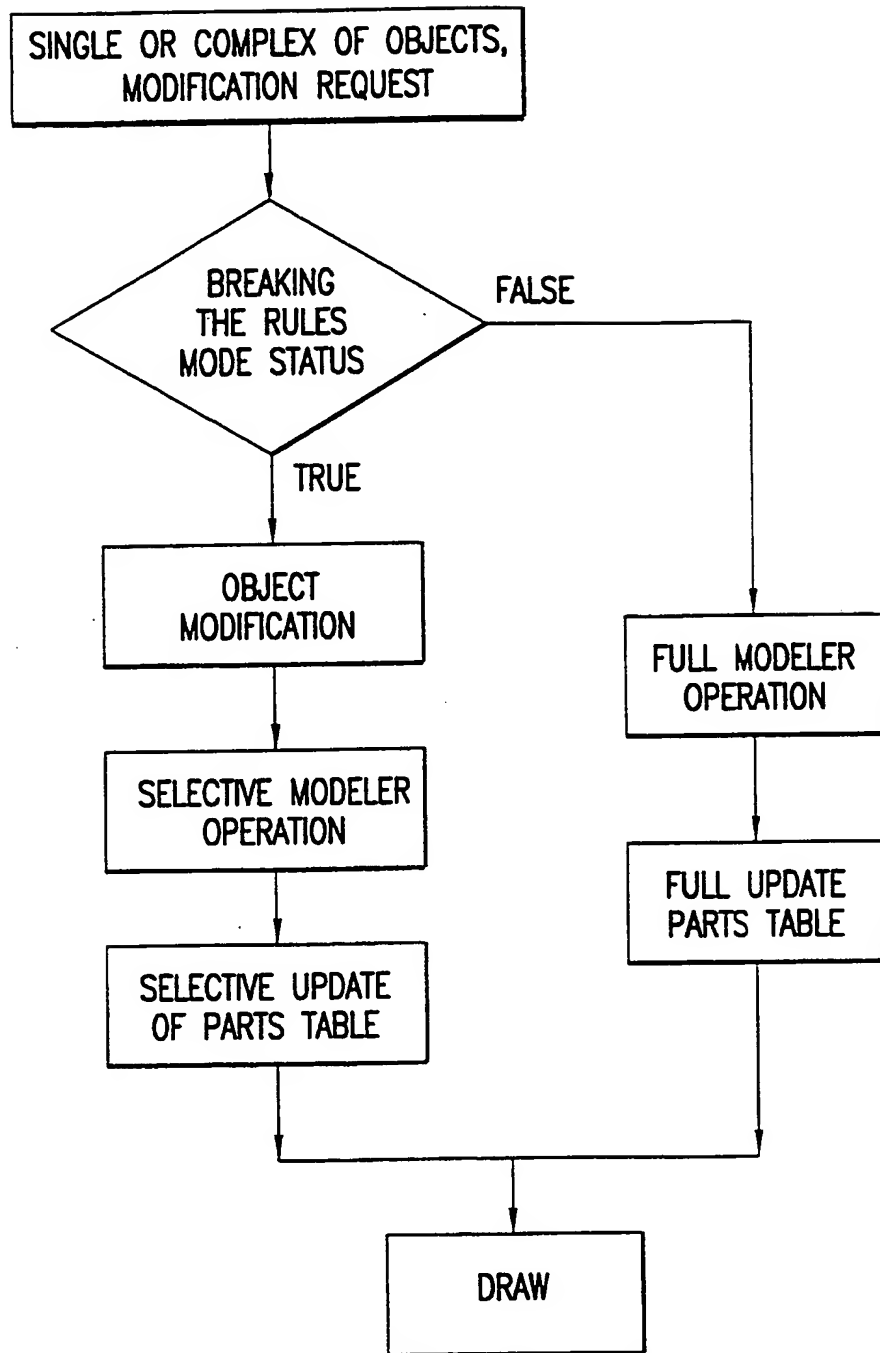 SINGLE OR COMPLEX OF OBJECTS,
MODIFICATION REQUEST
BREAKING
THE RULES
MODE STATUS
FALSE
TRUE
OBJECT
MODIFICATION
FULL MODELER
OPERATION
SELECTIVE MODELER
OPERATION
FULL UPDATE
PARTS TABLE
SELECTIVE UPDATE
OF PARTS TABLE
DRAW